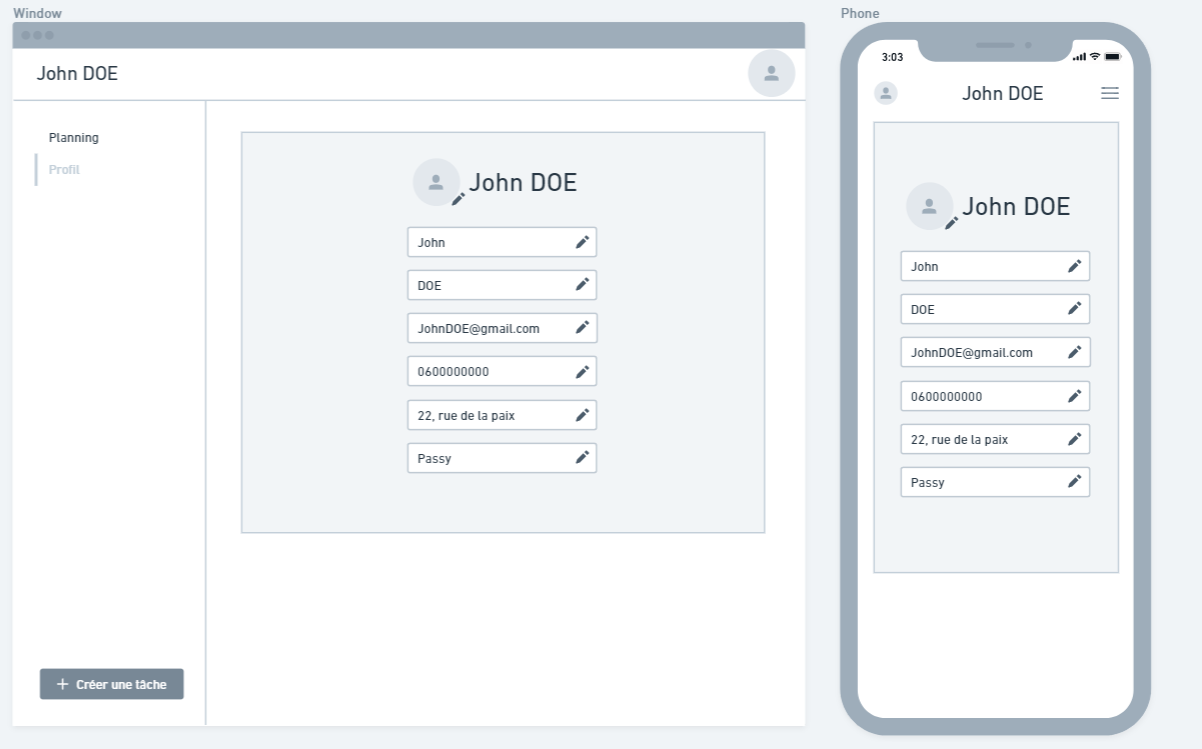 Window
John DOE
Planning
Profil
John DOE
John
DOE
JohnDOE@gmail.com
0600000000
22, rue de la paix
Passy
+ Créer une tâche
Phone
3:03
John DOE
John DOE
John
DOE
JohnDOE@gmail.com
0600000000
22, rue de la paix
Passy